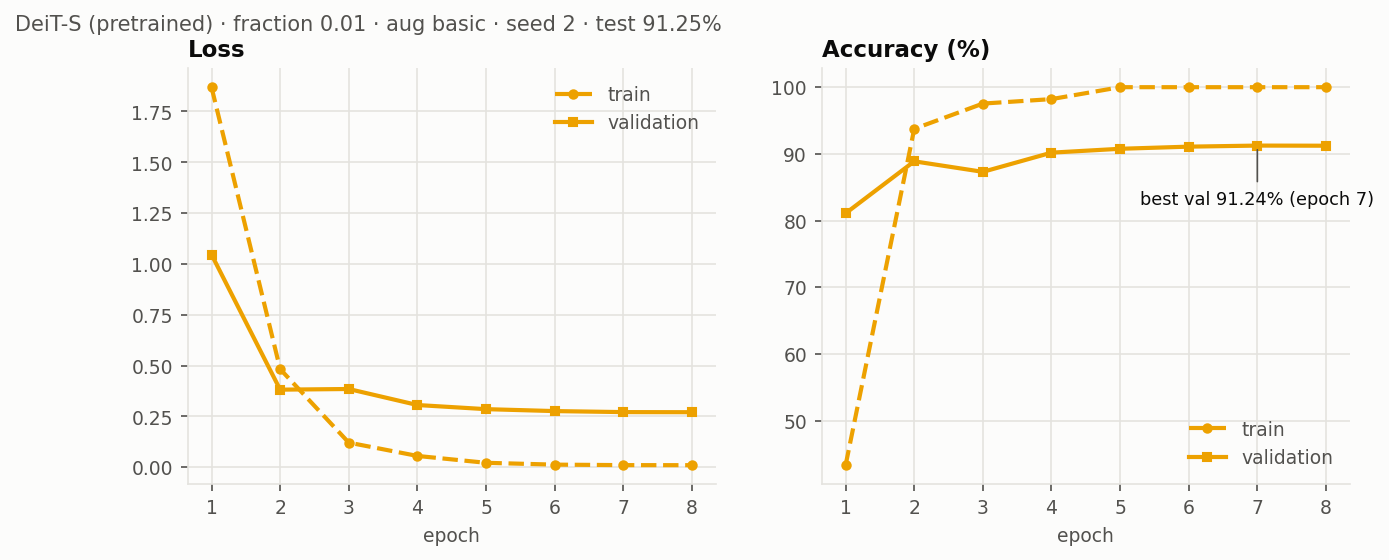 DeiT-S (pretrained) · fraction 0.01 · aug basic · seed 2 · test 91.25%
Loss
1.75
1.50
1.25
1.00
0.75
0.50
0.25
0.00
train
validation
1 2 3 4 5 6 7 8
epoch
Accuracy (%)
100
90
80
70
60
50
best val 91.24% (epoch 7)
train
validation
1 2 3 4 5 6 7 8
epoch